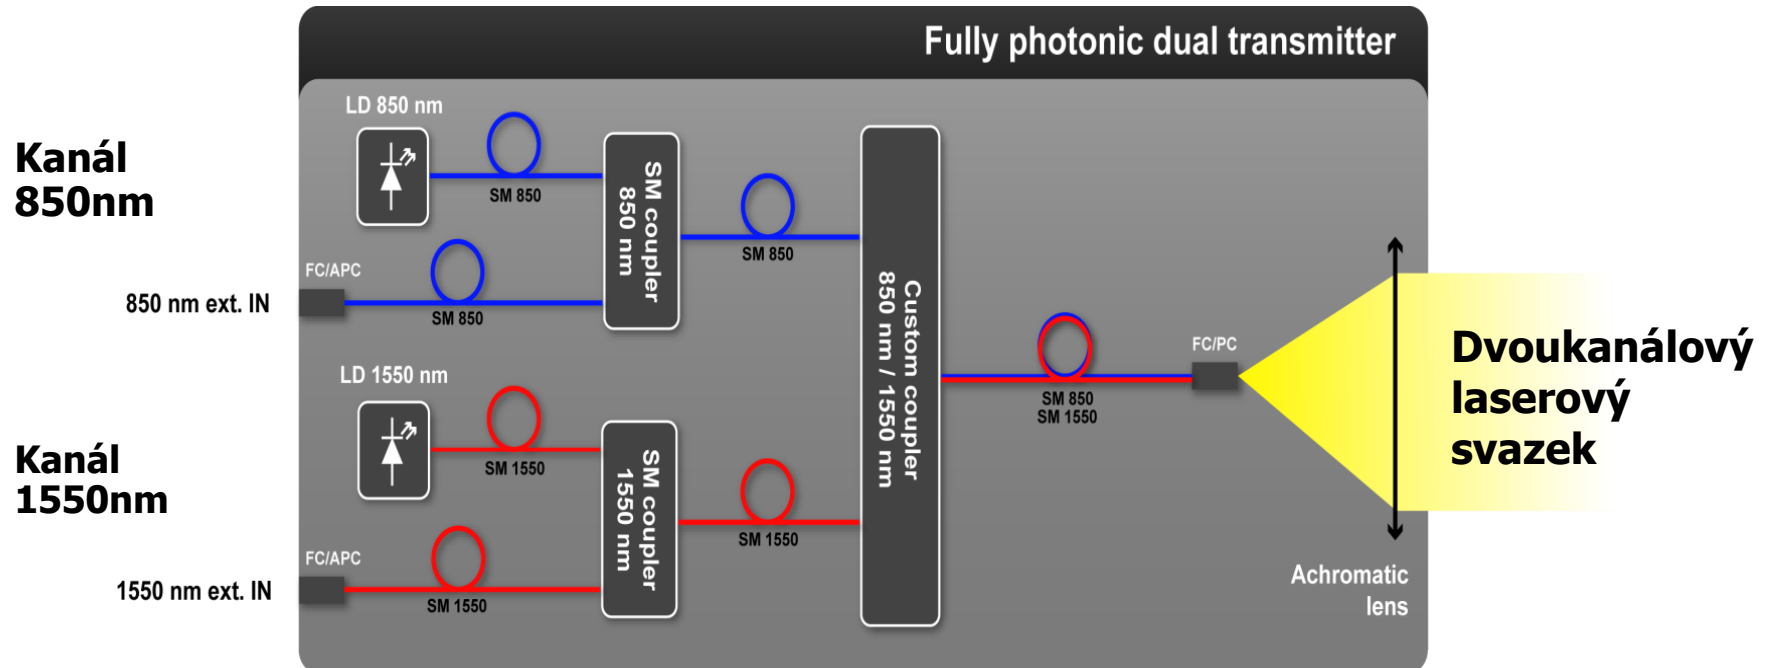 Fully photonic dual transmitter
LD 850 nm
Kanál
850nm
SM 850
SM coupler
850 nm
SM 850
FC/APC
850 nm ext. IN
SM 850
Custom coupler
850 nm / 1550 nm
FC/PC
SM 850
SM 1550
Dvoukanálový
laserový
svazek
LD 1550 nm
Kanál
1550nm
SM 1550
SM coupler
1550 nm
SM 1550
FC/APC
1550 nm ext. IN
SM 1550
Achromatic
lens